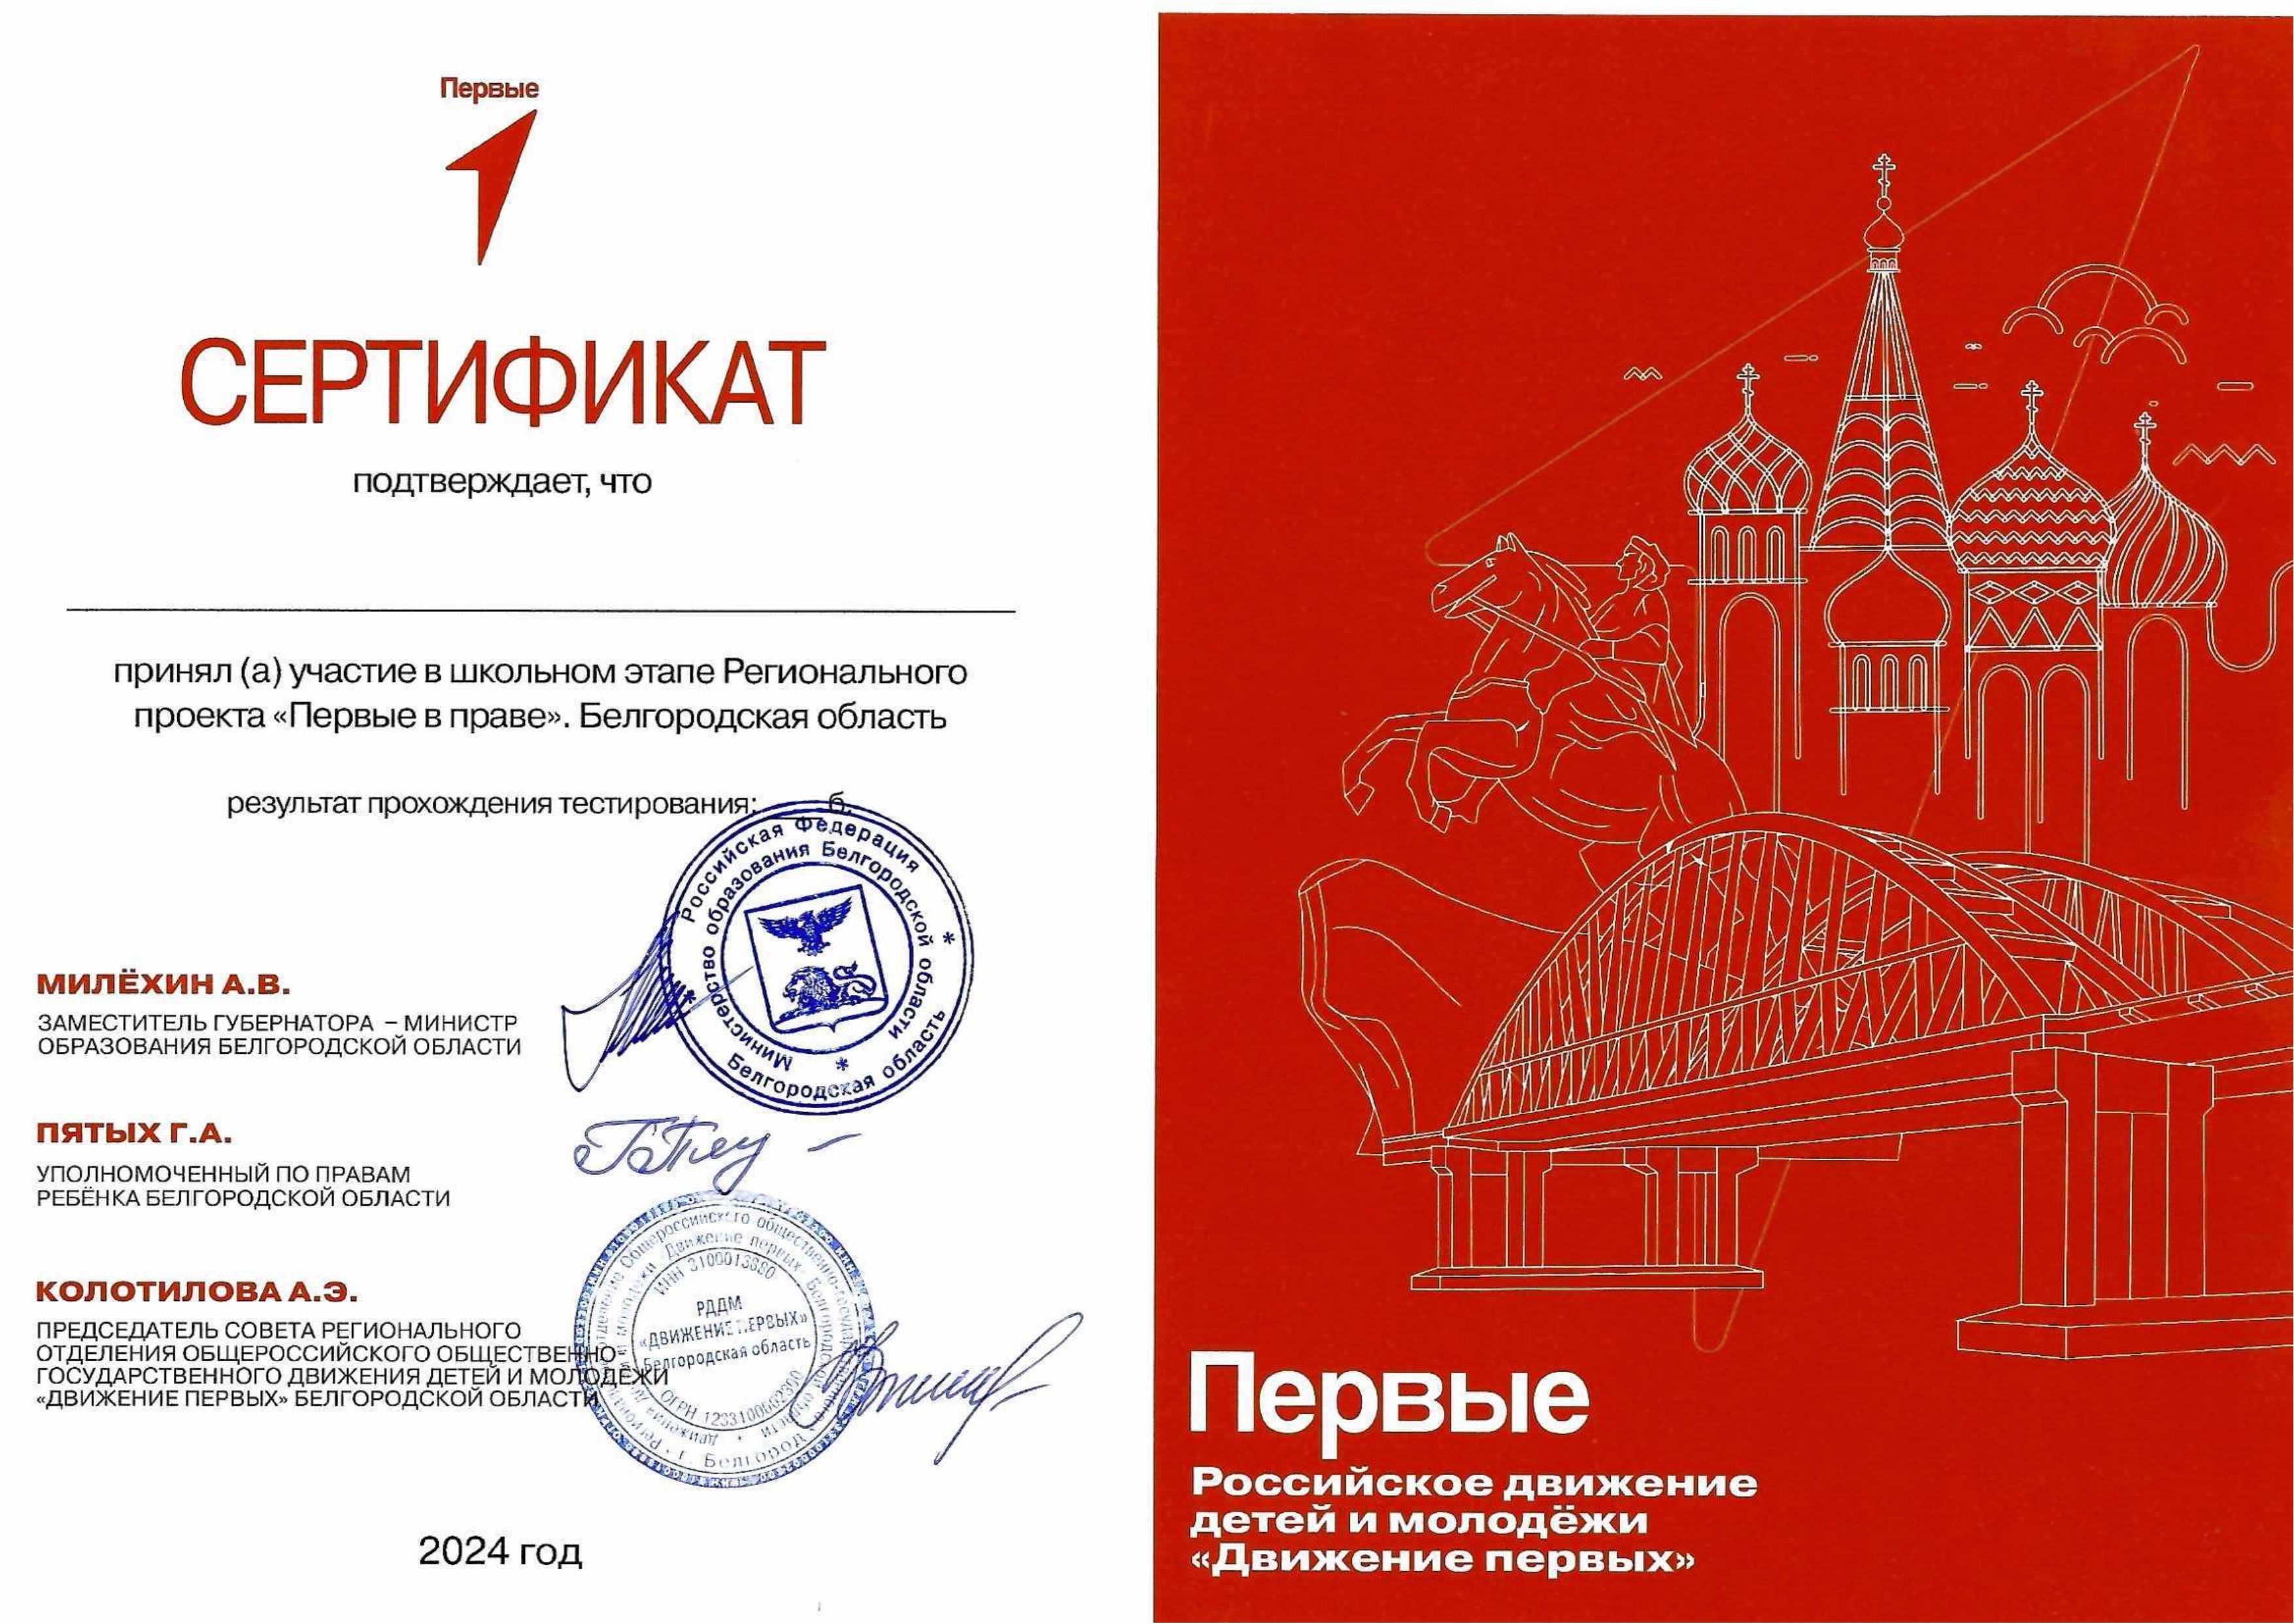 Первые
СЕРТИФИКАТ
подтверждает, что
принял (а) участие в школьном этапе Регионального
проекта «Первые в праве». Белгородская область
результат прохождения тестирования: б.
Российская Федерация
Министерство образования Белгородской области
Белгородская область
МИЛЁХИН А.В.
ЗАМЕСТИТЕЛЬ ГУБЕРНАТОРА – МИНИСТР
ОБРАЗОВАНИЯ БЕЛГОРОДСКОЙ ОБЛАСТИ
ПЯТЫХ Г.А.
УПОЛНОМОЧЕННЫЙ ПО ПРАВАМ
РЕБЁНКА БЕЛГОРОДСКОЙ ОБЛАСТИ
КОЛОТИЛОВА А.Э.
ПРЕДСЕДАТЕЛЬ СОВЕТА РЕГИОНАЛЬНОГО
ОТДЕЛЕНИЯ ОБЩЕРОССИЙСКОГО ОБЩЕСТВЕННО
ГОСУДАРСТВЕННОГО ДВИЖЕНИЯ ДЕТЕЙ И МОЛОДЁЖИ
«ДВИЖЕНИЕ ПЕРВЫХ» БЕЛГОРОДСКОЙ ОБЛАСТИ
ИНН
РДДМ
«ДВИЖЕНИЕ ПЕРВЫХ»
Белгородская область
ОГРН
г. Белгород
2024 год
Первые
Российское движение
детей и молодёжи
«Движение первых»